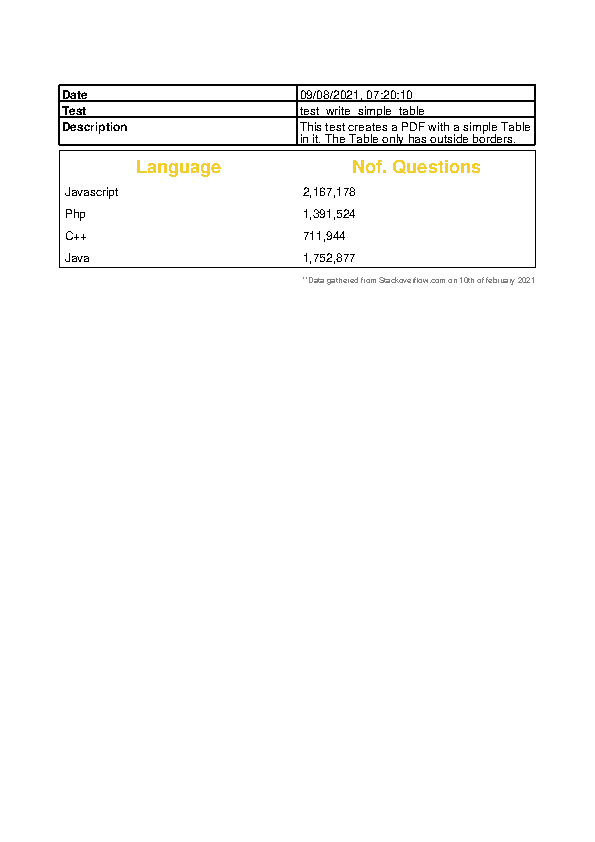 Date 09/08/2021, 07:20:10
Test test_write_simple_table
Description This test creates a PDF with a simple Table
in it. The Table only has outside borders.
Language Nof. Questions
Javascript 2,167,178
Php 1,391,524
C++ 711,944
Java 1,752,877
**Data gathered from Stackoverflow.com on 10th of february 2021